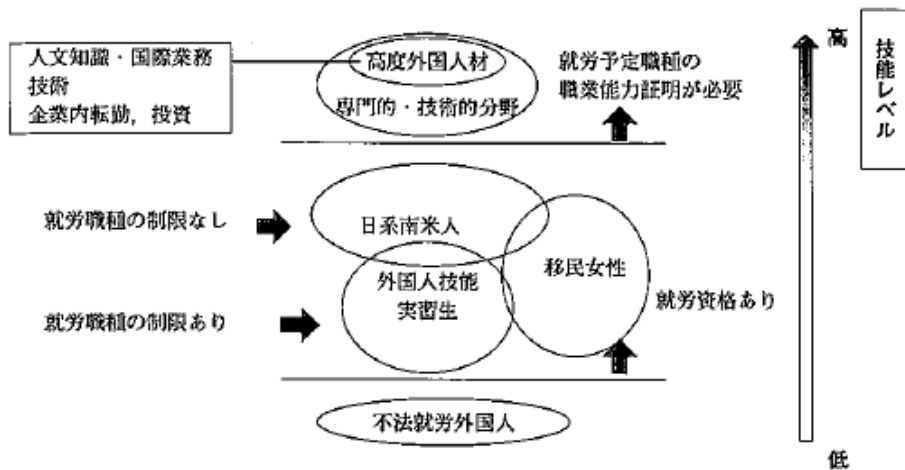 人文知識・国際業務
技術
企業内転勤，投資
高度外国人材
専門的・技術的分野
就労予定職種の
職業能力証明が必要
高
技能レベル
就労職種の制限なし
日系南米人
移民女性
外国人技能
実習生
就労資格あり
就労職種の制限あり
不法就労外国人
低